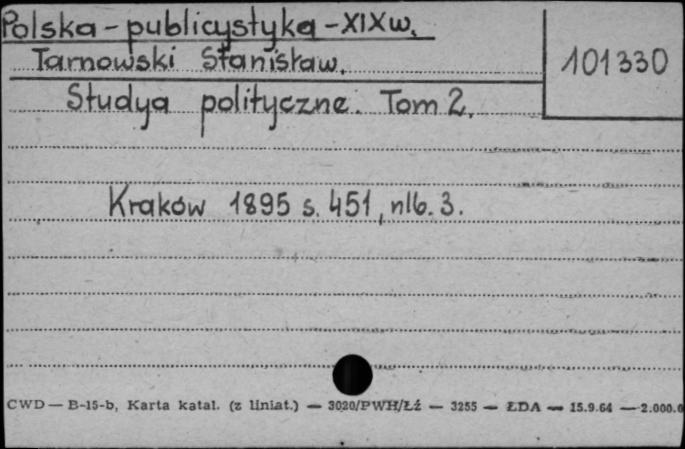 Polska - publicystyka - XIX w.
Tarnowski Stanisław.
101330
Studya polityczne. Tom 2.
Kraków 1895 s. 451, nlb. 3.
CWD — B-15-b, Karta katal. (z liniat.) — 3020/PWH/Łź — 3255 — ŁDA — 15.9.64 — 2.000.0